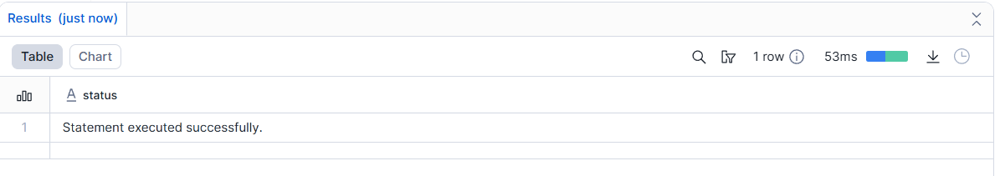 Results (just now)
Table Chart 1 row 53ms
A status
1 Statement executed successfully.